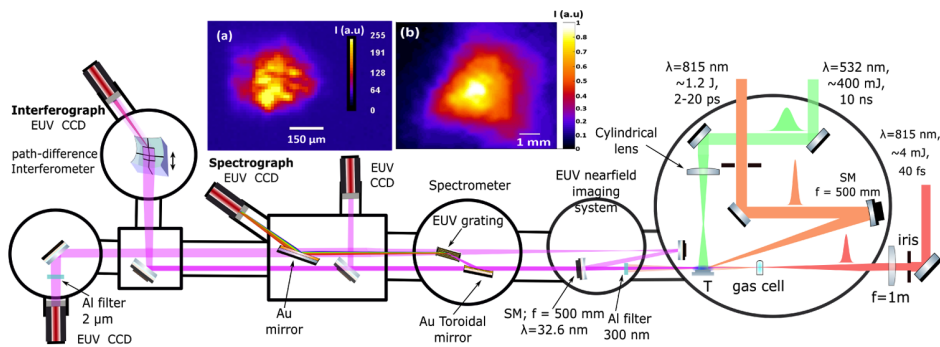 I (a.u)
(a)
255
191
128
64
0
150 μm
I (a.u)
(b)
1
0.9
0.8
0.7
0.6
0.5
0.4
0.3
0.2
0.1
0
1 mm
λ=815 nm,
~1.2 J,
2-20 ps
λ=532 nm,
~400 mJ,
10 ns
λ=815 nm,
~4 mJ,
40 fs
Cylindrical
lens
SM
f = 500 mm
iris
f=1m
gas cell
T
Interferograph
EUV CCD
path-difference
Interferometer
Spectrograph
EUV CCD
EUV
CCD
Spectrometer
EUV grating
EUV nearfield
imaging
system
Al filter
2 μm
EUV CCD
Au
mirror
Au Toroidal
mirror
SM; f = 500 mm
λ=32.6 nm
Al filter
300 nm